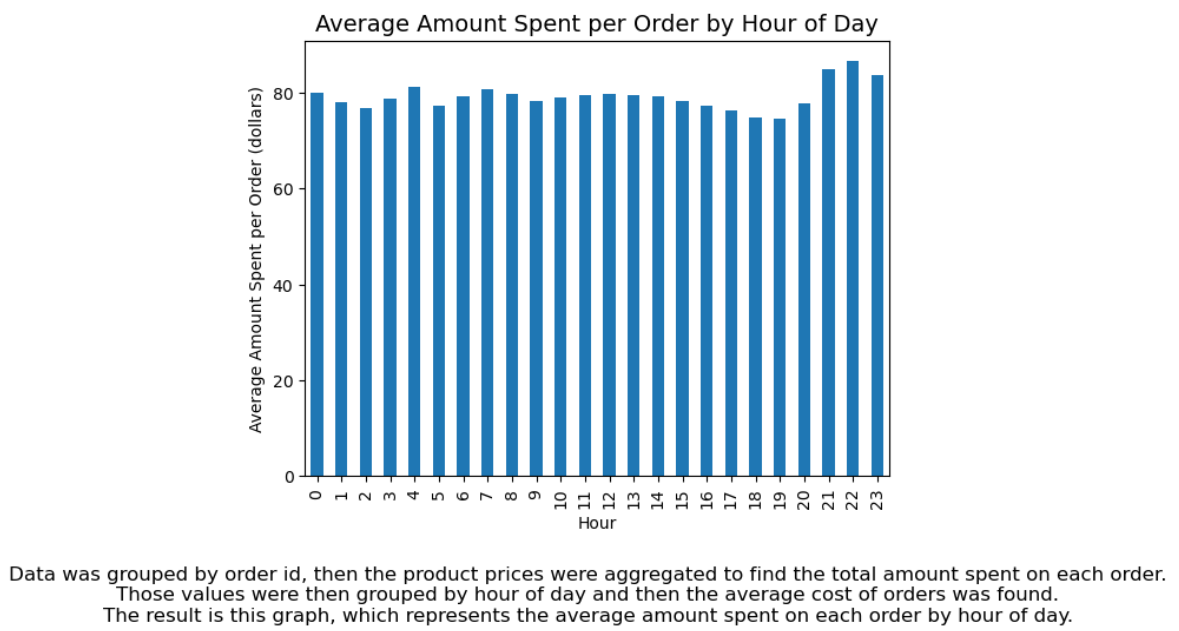 Average Amount Spent per Order by Hour of Day
Average Amount Spent per Order (dollars)
80
60
40
20
0
0 1 2 3 4 5 6 7 8 9 10 11 12 13 14 15 16 17 18 19 20 21 22 23
Hour
Data was grouped by order id, then the product prices were aggregated to find the total amount spent on each order.
Those values were then grouped by hour of day and then the average cost of orders was found.
The result is this graph, which represents the average amount spent on each order by hour of day.